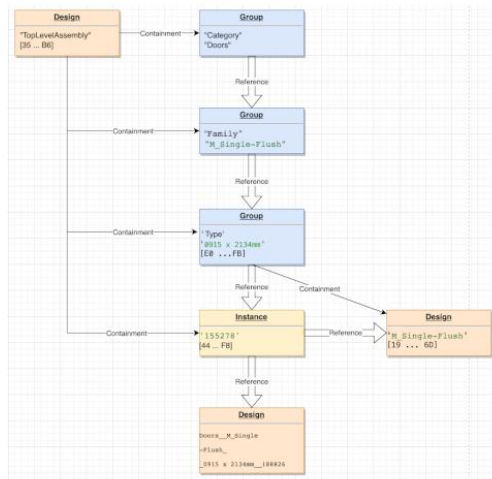 Design
"TopLevelAssembly"
[35 ... B6]
Containment
Group
"Category"
"Doors"
Reference
Containment
Group
"Family"
"M_Single-Flush"
Reference
Containment
Group
'Type'
'0915 x 2134mm'
[E0 ...FB]
Reference
Containment
Containment
Instance
'155278'
[44 ... F8]
Reference
Design
'M_Single-Flush'
[19 ... 6D]
Reference
Design
Doors__M_Single
-Flush_
_0915 x 2134mm__188826